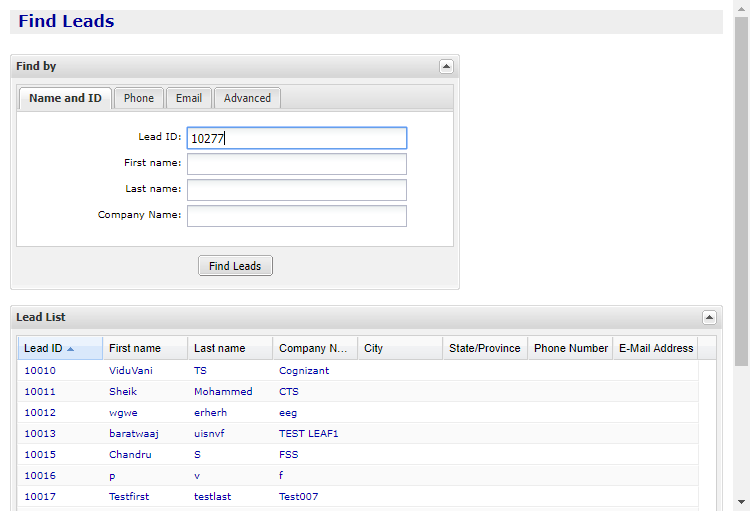 Find Leads
Find by
Name and ID Phone Email Advanced
Lead ID: 10277
First name:
Last name:
Company Name:
Find Leads
Lead List
Lead ID First name Last name Company N... City State/Province Phone Number E-Mail Address
10010 ViduVani TS Cognizant
10011 Sheik Mohammed CTS
10012 wgwe erherh eeg
10013 baratwaaj uisnvf TEST LEAF1
10015 Chandru S FSS
10016 p v f
10017 Testfirst testlast Test007